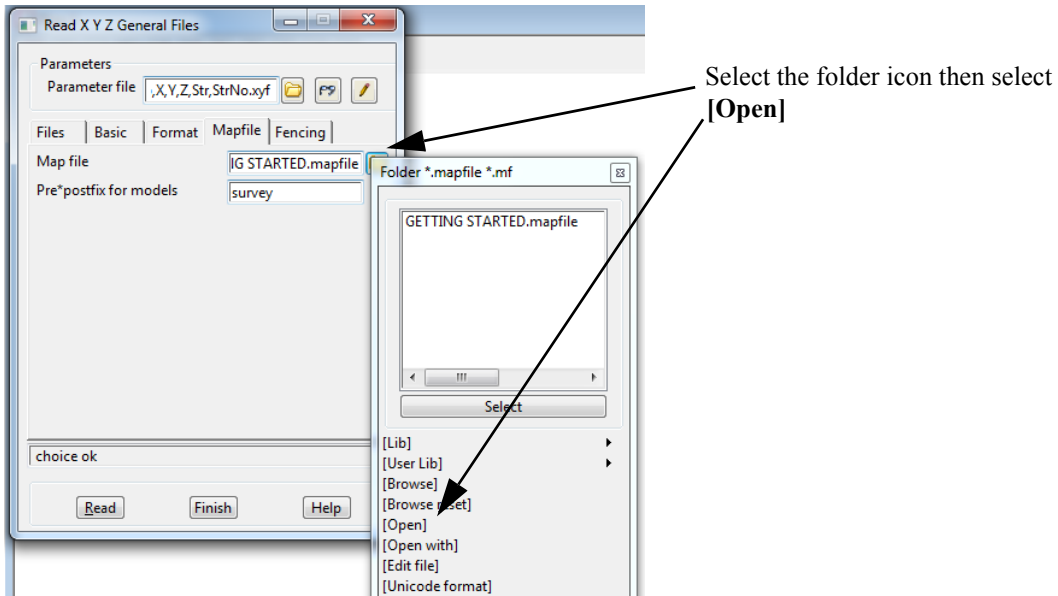 Read X Y Z General Files
Parameters
Parameter file ,X,Y,Z,Str,StrNo.xyf
Files Basic Format Mapfile Fencing
Map file IG STARTED.mapfile
Pre*postfix for models survey
choice ok
Read Finish Help
Folder *.mapfile *.mf
GETTING STARTED.mapfile
Select
[Lib]
[User Lib]
[Browse]
[Browse reset]
[Open]
[Open with]
[Edit file]
[Unicode format]
Select the folder icon then select
[Open]